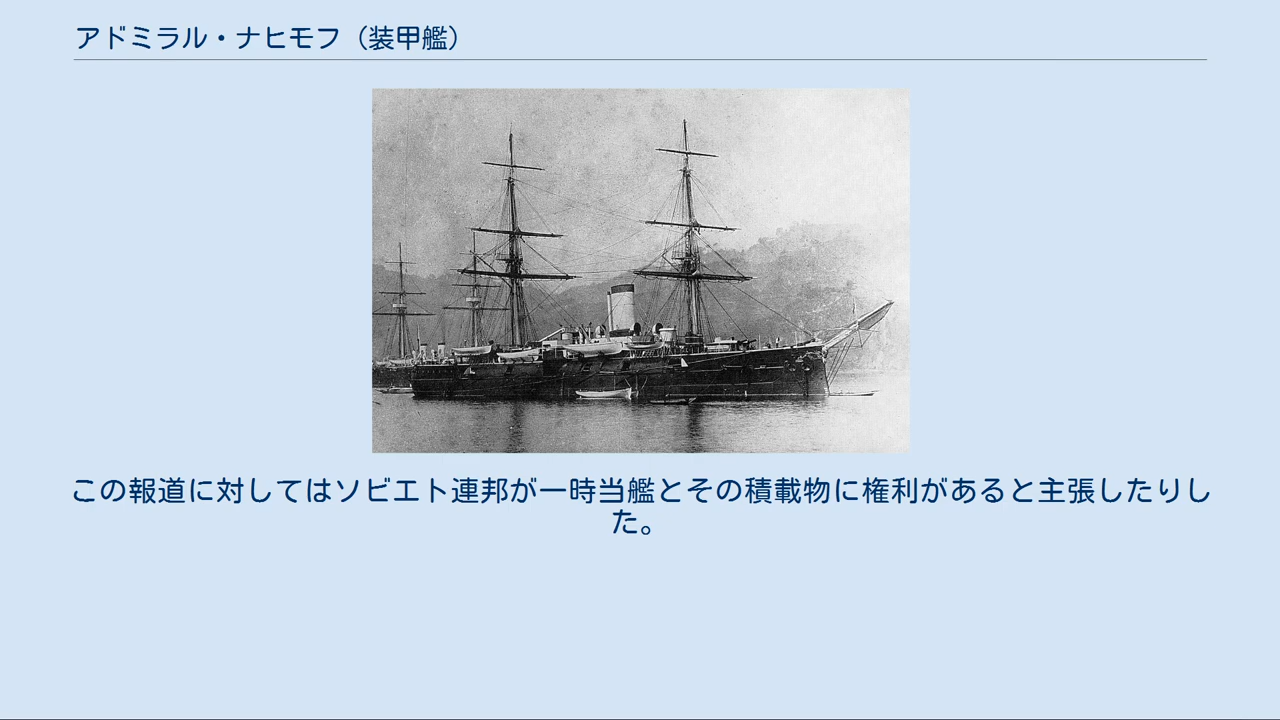 アドミラル・ナヒモフ（装甲艦）
この報道に対してはソビエト連邦が一時当艦とその積載物に権利があると主張したりし
た。